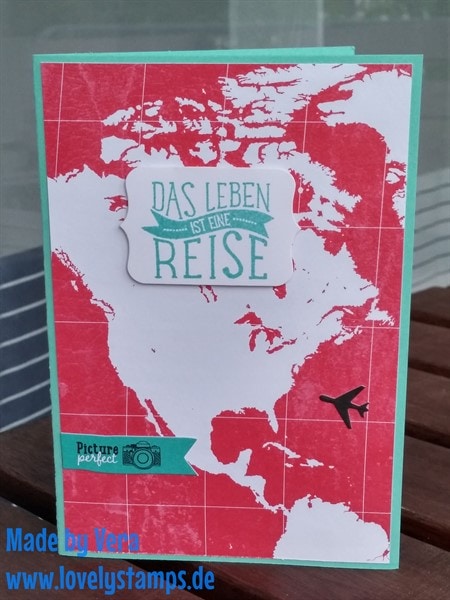 DAS LEBEN
IST EINE
REISE
Picture
perfect
Made by Vera
www.lovelystamps.de